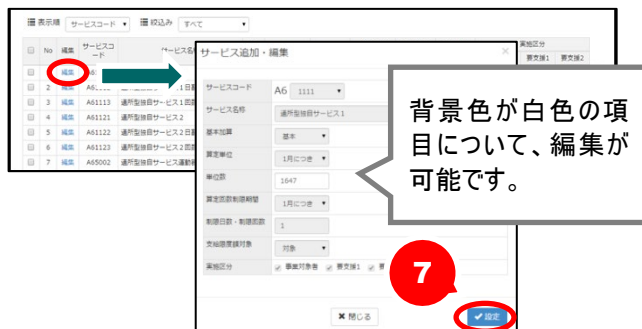 表示順 サービスコード 絞込み すべて
No 編集 サービスコード サービス名
実施区分
要支援1 要支援2
編集 A6
2 編集
3 編集 A61113 通所型独自サービス1回数
4 編集 A61121 通所型独自サービス2
5 編集 A61122 通所型独自サービス2日割
6 編集 A61123 通所型独自サービス2回数
7 編集 A65002 通所型独自サービス運動器
サービス追加・編集 ×
サービスコード A6 1111
サービス名称 通所型独自サービス1
基本加算 基本
算定単位 1月につき
単位数 1647
算定回数制限期間 1月につき
制限日数・制限回数 1
支給限度額対象 対象
実施区分 事業対象者 要支援1 要
✖ 閉じる ✔ 設定
背景色が白色の項
目について、編集が
可能です。
7